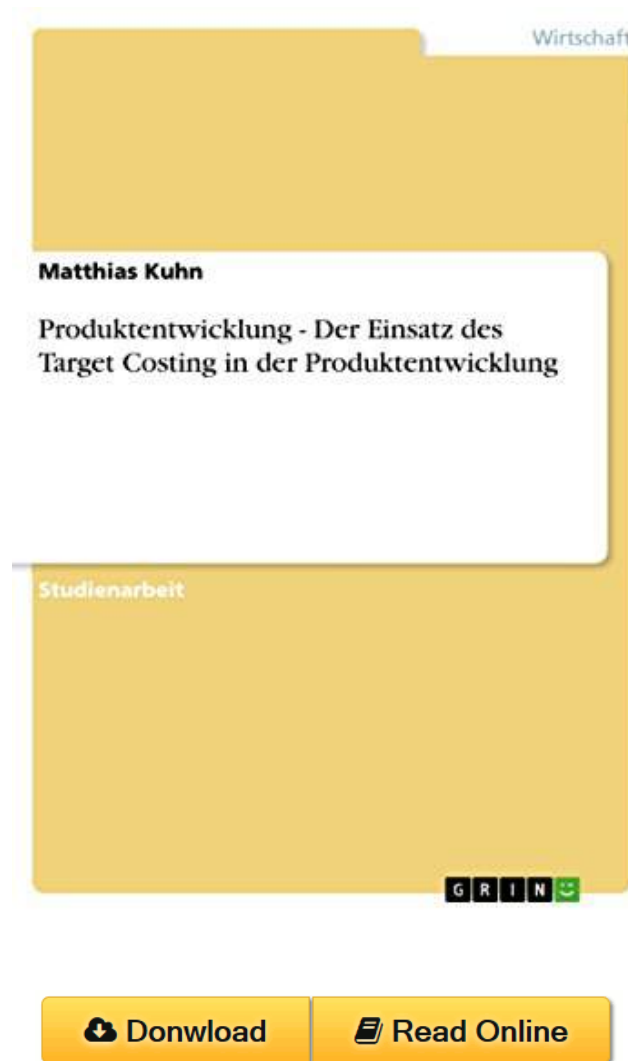 Wirtschaft
Matthias Kuhn
Produktentwicklung - Der Einsatz des
Target Costing in der Produktentwicklung
Studienarbeit
GRIN
Donwload
Read Online